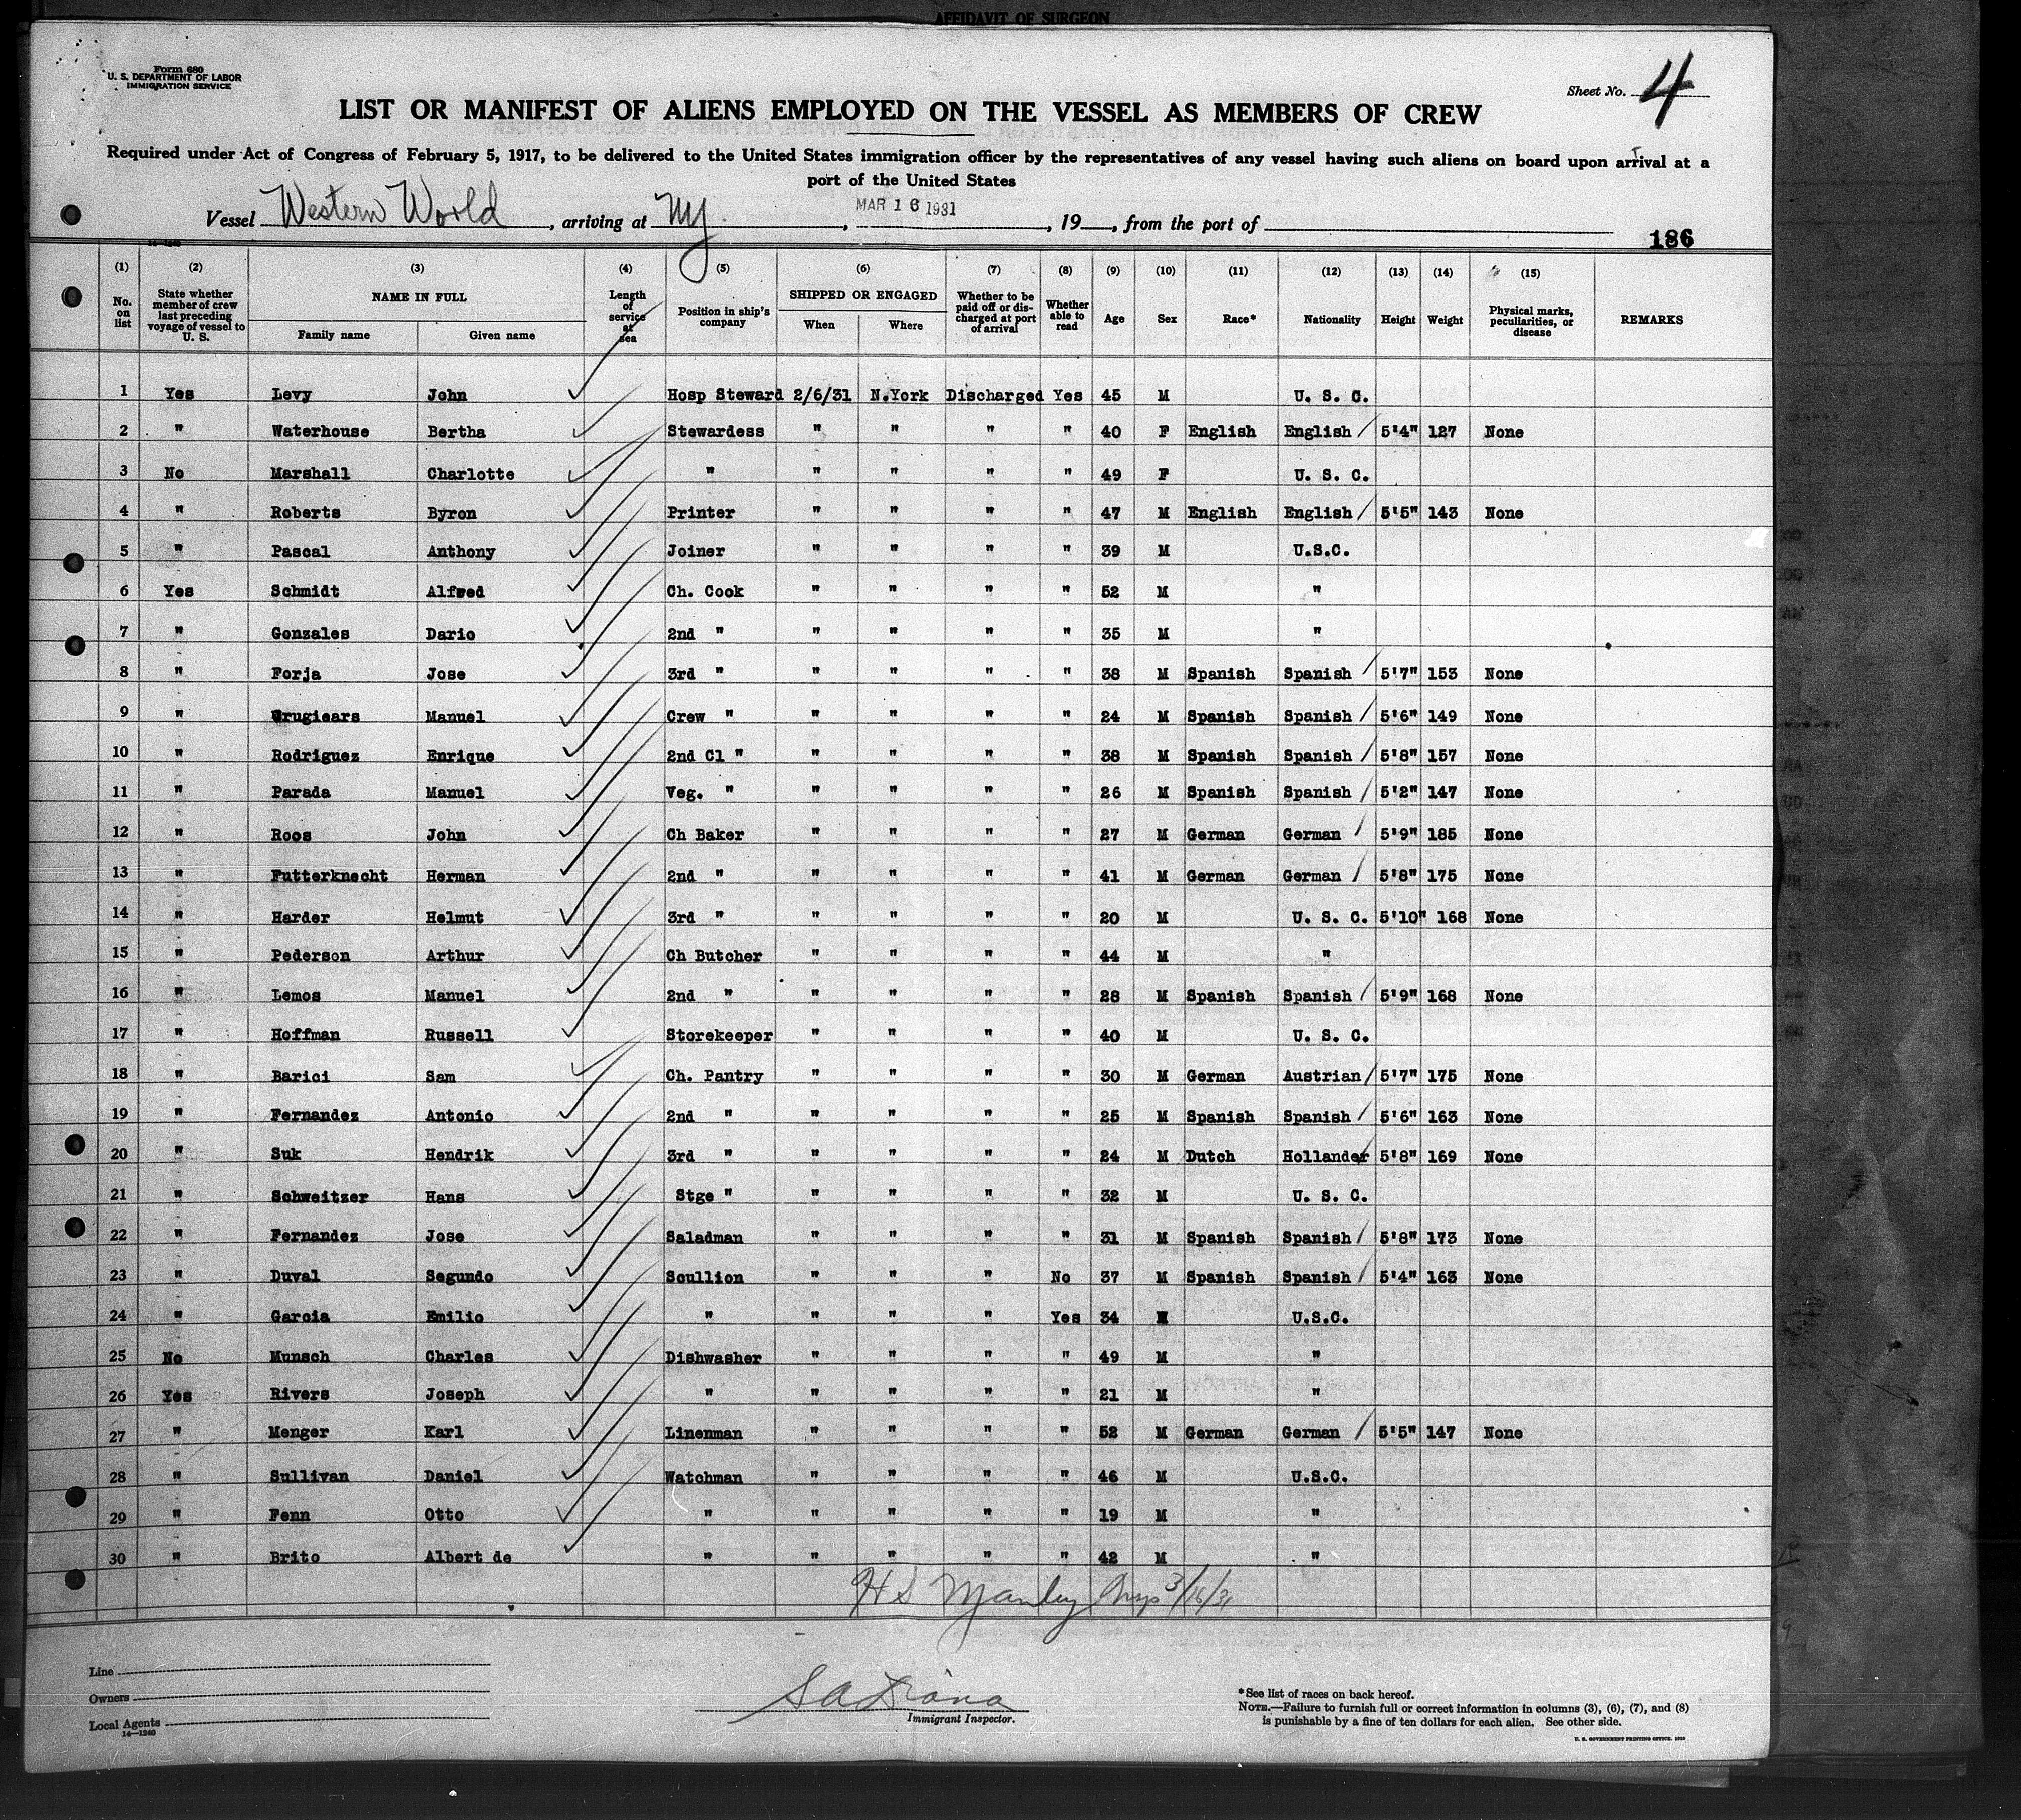 AFFIDAVIT OF SURGEON
Form 680
U. S. DEPARTMENT OF LABOR
IMMIGRATION SERVICE
Sheet No. 4
LIST OR MANIFEST OF ALIENS EMPLOYED ON THE VESSEL AS MEMBERS OF CREW
Required under Act of Congress of February 5, 1917, to be delivered to the United States immigration officer by the representatives of any vessel having such aliens on board upon arrival at a
port of the United States
Vessel Western World, arriving at NY, MAR 16 1931, 19__, from the port of
186
(1) (2) (3) (4) (5) (6) (7) (8) (9) (10) (11) (12) (13) (14) (15)
No. on list State whether member of crew last preceding voyage of vessel to U. S. NAME IN FULL Family name Given name Length of service at sea Position in ship's company SHIPPED OR ENGAGED When Where Whether to be paid off or discharged at port of arrival Whether able to read Age Sex Race* Nationality Height Weight Physical marks, peculiarities, or disease REMARKS
1 Yes Levy John Hosp Steward 2/6/31 N.York Discharged Yes 45 M U. S. C.
2 " Waterhouse Bertha Stewardess " " " " 40 F English English 5'4" 127 None
3 No Marshall Charlotte " " " " " 49 F U. S. C.
4 " Roberts Byron Printer " " " " 47 M English English 5'5" 143 None
5 " Pascal Anthony Joiner " " " " 39 M U.S.C.
6 Yes Schmidt Alfred Ch. Cook " " " " 52 M "
7 " Gonzales Dario 2nd " " " " " 35 M "
8 " Forja Jose 3rd " " " " " 38 M Spanish Spanish 5'7" 153 None
9 " Urugiears Manuel Crew " " " " " 24 M Spanish Spanish 5'6" 149 None
10 " Rodriguez Enrique 2nd Cl " " " " " 38 M Spanish Spanish 5'8" 157 None
11 " Parada Manuel Veg. " " " " " 26 M Spanish Spanish 5'2" 147 None
12 " Roos John Ch Baker " " " " 27 M German German 5'9" 185 None
13 " Futterknecht Herman 2nd " " " " " 41 M German German 5'8" 175 None
14 " Harder Helmut 3rd " " " " " 20 M U. S. C. 5'10" 168 None
15 " Pederson Arthur Ch Butcher " " " " 44 M "
16 " Lemos Manuel 2nd " " " " " 28 M Spanish Spanish 5'9" 168 None
17 " Hoffman Russell Storekeeper " " " " 40 M U. S. C.
18 " Barici Sam Ch. Pantry " " " " 30 M German Austrian 5'7" 175 None
19 " Fernandez Antonio 2nd " " " " " 25 M Spanish Spanish 5'6" 163 None
20 " Suk Hendrik 3rd " " " " " 24 M Dutch Hollander 5'8" 169 None
21 " Schweitzer Hans Stge " " " " " 32 M U. S. C.
22 " Fernandez Jose Saladman " " " " 31 M Spanish Spanish 5'8" 173 None
23 " Duval Segundo Scullion " " " No 37 M Spanish Spanish 5'4" 163 None
24 " Garcia Emilio " " " " Yes 34 M U.S.C.
25 No Munsch Charles Dishwasher " " " " 49 M "
26 Yes Rivers Joseph " " " " " 21 M "
27 " Menger Karl Linenman " " " " 52 M German German 5'5" 147 None
28 " Sullivan Daniel Watchman " " " " 46 M U.S.C.
29 " Fenn Otto " " " " " 19 M "
30 " Brito Albert de " " " " " 42 M "
H S Manley Insp 3/16/31
Line
Owners
Local Agents
14—1240
Immigrant Inspector.
*See list of races on back hereof.
NOTE.—Failure to furnish full or correct information in columns (3), (6), (7), and (8)
is punishable by a fine of ten dollars for each alien. See other side.
U. S. GOVERNMENT PRINTING OFFICE.